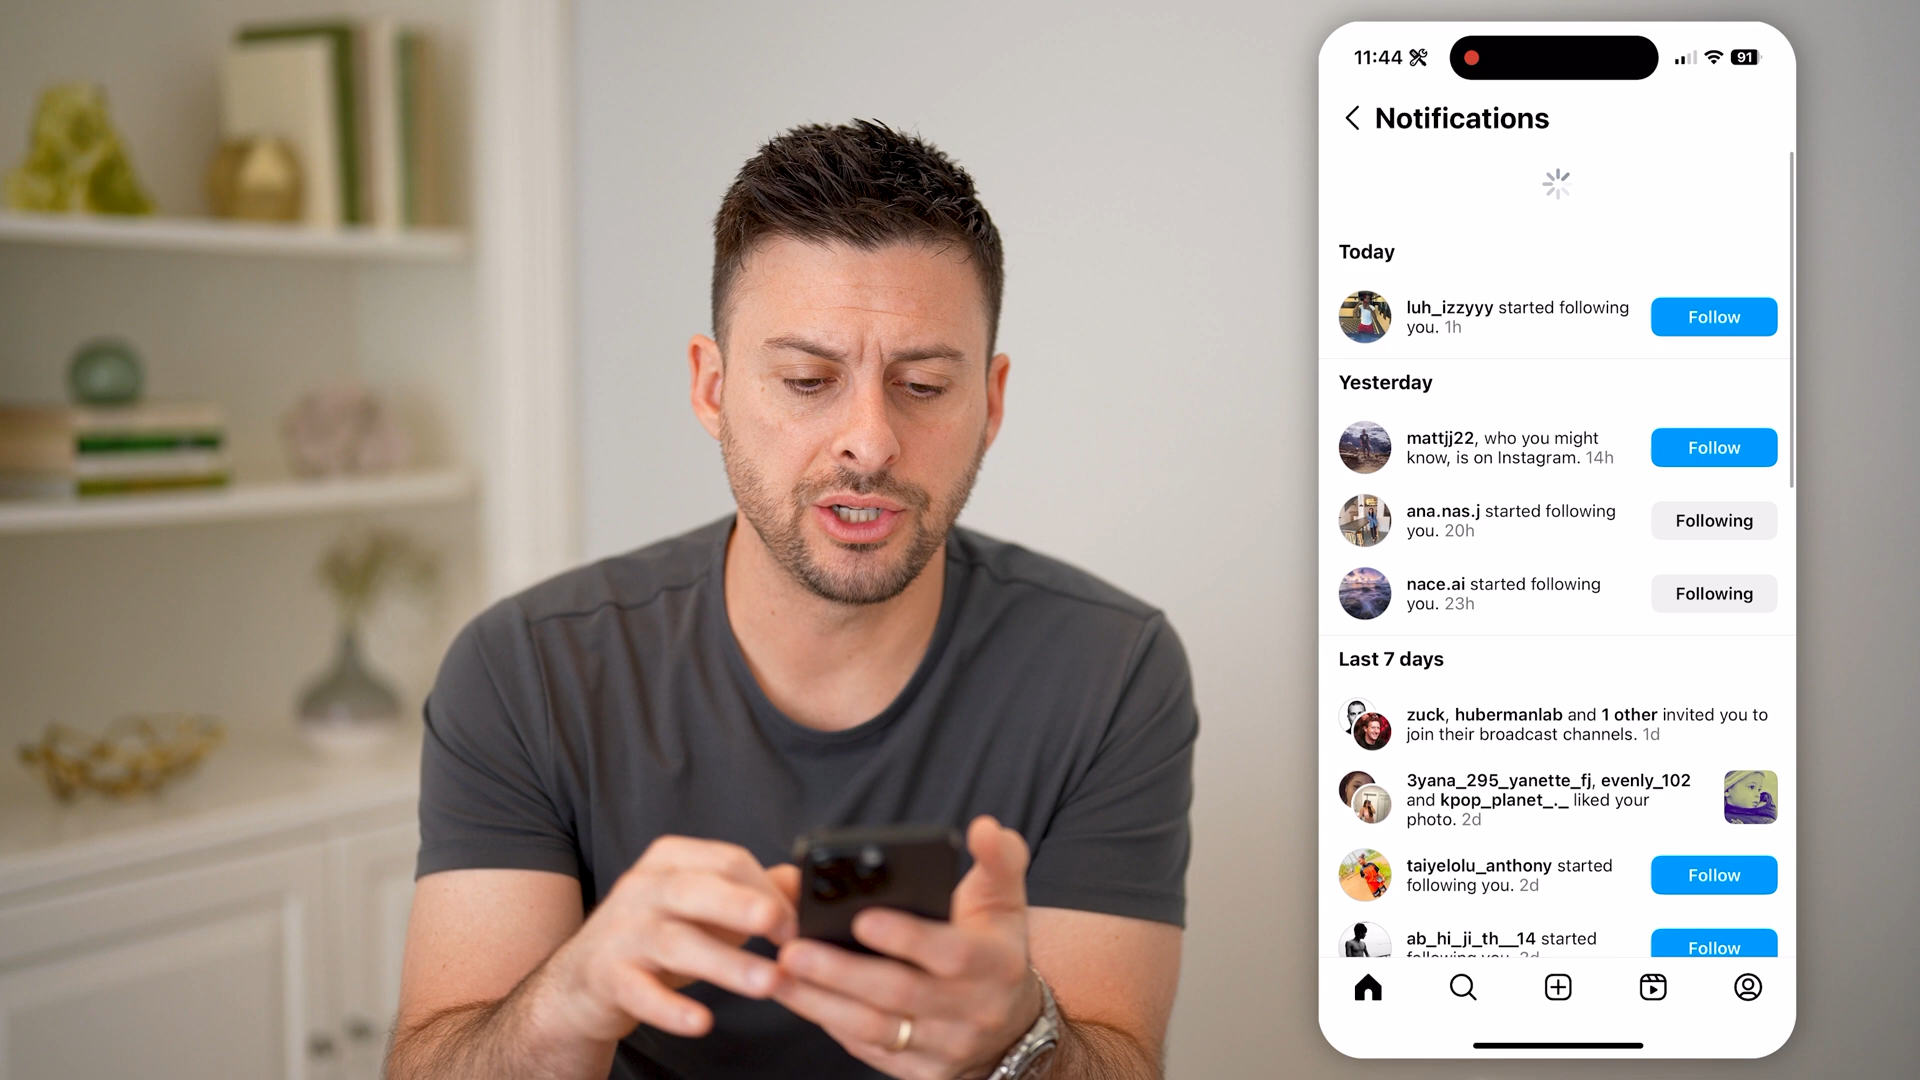 11:44
91
Notifications
Today
luh_izzyyy started following
you. 1h
Follow
Yesterday
mattjj22, who you might
know, is on Instagram. 14h
Follow
ana.nas.j started following
you. 20h
Following
nace.ai started following
you. 23h
Following
Last 7 days
zuck, hubermanlab and 1 other invited you to
join their broadcast channels. 1d
3yana_295_yanette_fj, evenly_102
and kpop_planet_._ liked your
photo. 2d
taiyelolu_anthony started
following you. 2d
Follow
ab_hi_ji_th__14 started
Follow